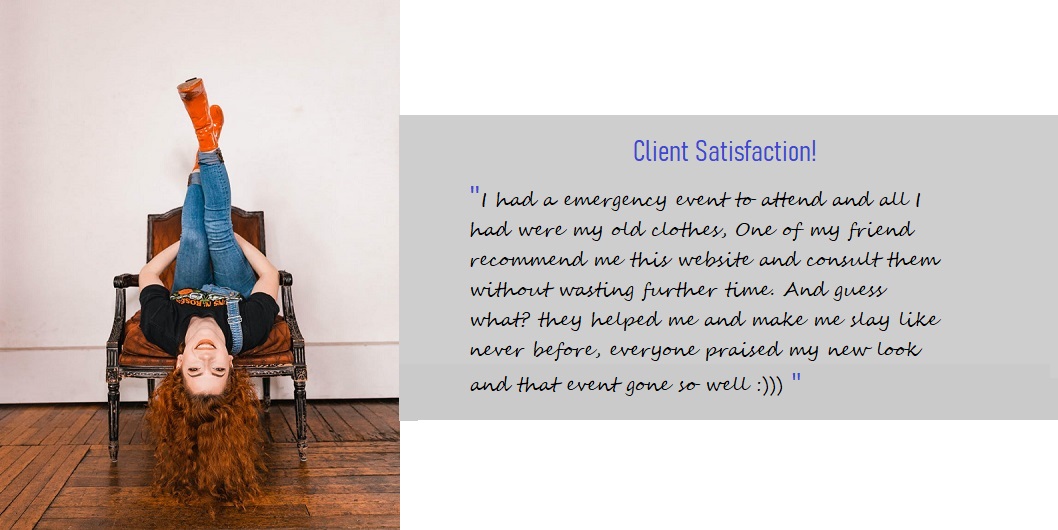 Client Satisfaction!
"I had a emergency event to attend and all I
had were my old clothes, One of my friend
recommend me this website and consult them
without wasting further time. And guess
what? they helped me and make me slay like
never before, everyone praised my new look
and that event gone so well :))) "